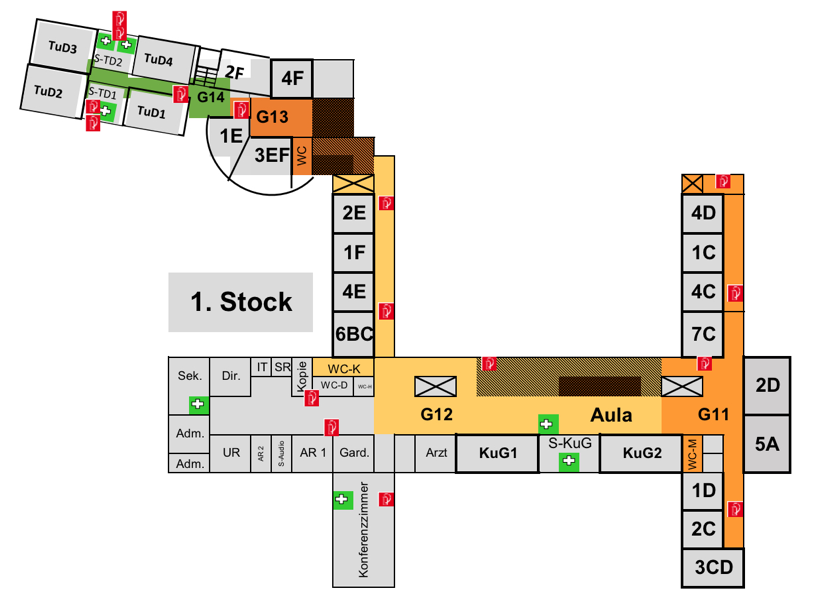 TuD3
S-TD2
TuD4
2F
4F
TuD2
S-TD1
TuD1
G14
G13
1E
3EF
WC
2E
1F
4E
6BC
4D
1C
4C
7C
1. Stock
Sek.
Dir.
IT
SR
Kopie
WC-K
WC-D
WC-H
2D
G12
Aula
G11
Adm.
Adm.
UR
AR 2
S-Audio
AR 1
Gard.
Arzt
KuG1
S-KuG
KuG2
WC-M
5A
Konferenzzimmer
1D
2C
3CD